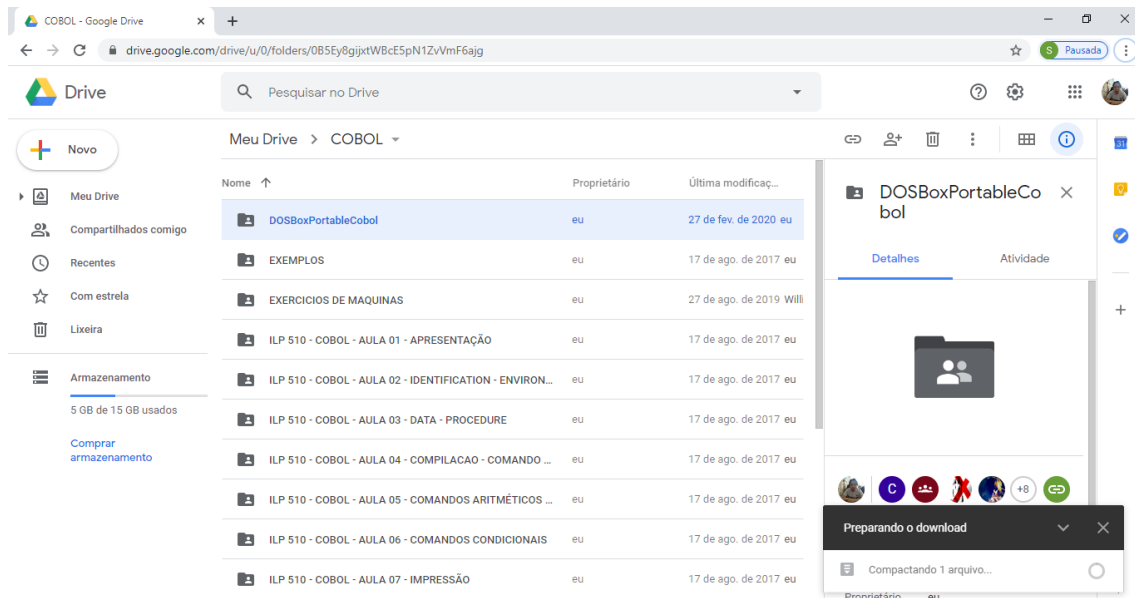 COBOL - Google Drive
drive.google.com/drive/u/0/folders/0B5Ey8gijxtWBcE5pN1ZvVmF6ajg
S Pausada
Drive
Pesquisar no Drive
Novo
Meu Drive
Compartilhados comigo
Recentes
Com estrela
Lixeira
Armazenamento
5 GB de 15 GB usados
Comprar
armazenamento
Meu Drive > COBOL
Nome Proprietário Última modificaç...
DOSBoxPortableCobol eu 27 de fev. de 2020 eu
EXEMPLOS eu 17 de ago. de 2017 eu
EXERCICIOS DE MAQUINAS eu 27 de ago. de 2019 Willi
ILP 510 - COBOL - AULA 01 - APRESENTAÇÃO eu 17 de ago. de 2017 eu
ILP 510 - COBOL - AULA 02 - IDENTIFICATION - ENVIRON... eu 17 de ago. de 2017 eu
ILP 510 - COBOL - AULA 03 - DATA - PROCEDURE eu 17 de ago. de 2017 eu
ILP 510 - COBOL - AULA 04 - COMPILACAO - COMANDO ... eu 17 de ago. de 2017 eu
ILP 510 - COBOL - AULA 05 - COMANDOS ARITMÉTICOS ... eu 17 de ago. de 2017 eu
ILP 510 - COBOL - AULA 06 - COMANDOS CONDICIONAIS eu 17 de ago. de 2017 eu
ILP 510 - COBOL - AULA 07 - IMPRESSÃO eu 17 de ago. de 2017 eu
DOSBoxPortableCo
bol
Detalhes Atividade
C +8
Preparando o download
Compactando 1 arquivo...
Proprietário eu
31